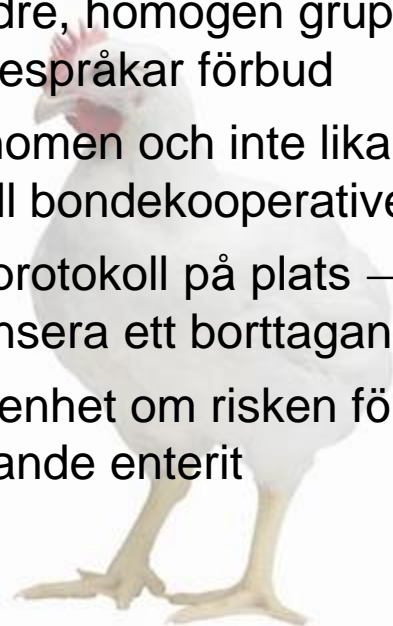 dre, homogen grup
espråkar förbud
nomen och inte lika
ll bondekooperative
protokoll på plats –
nsera ett borttagan
enhet om risken fö
ande enterit